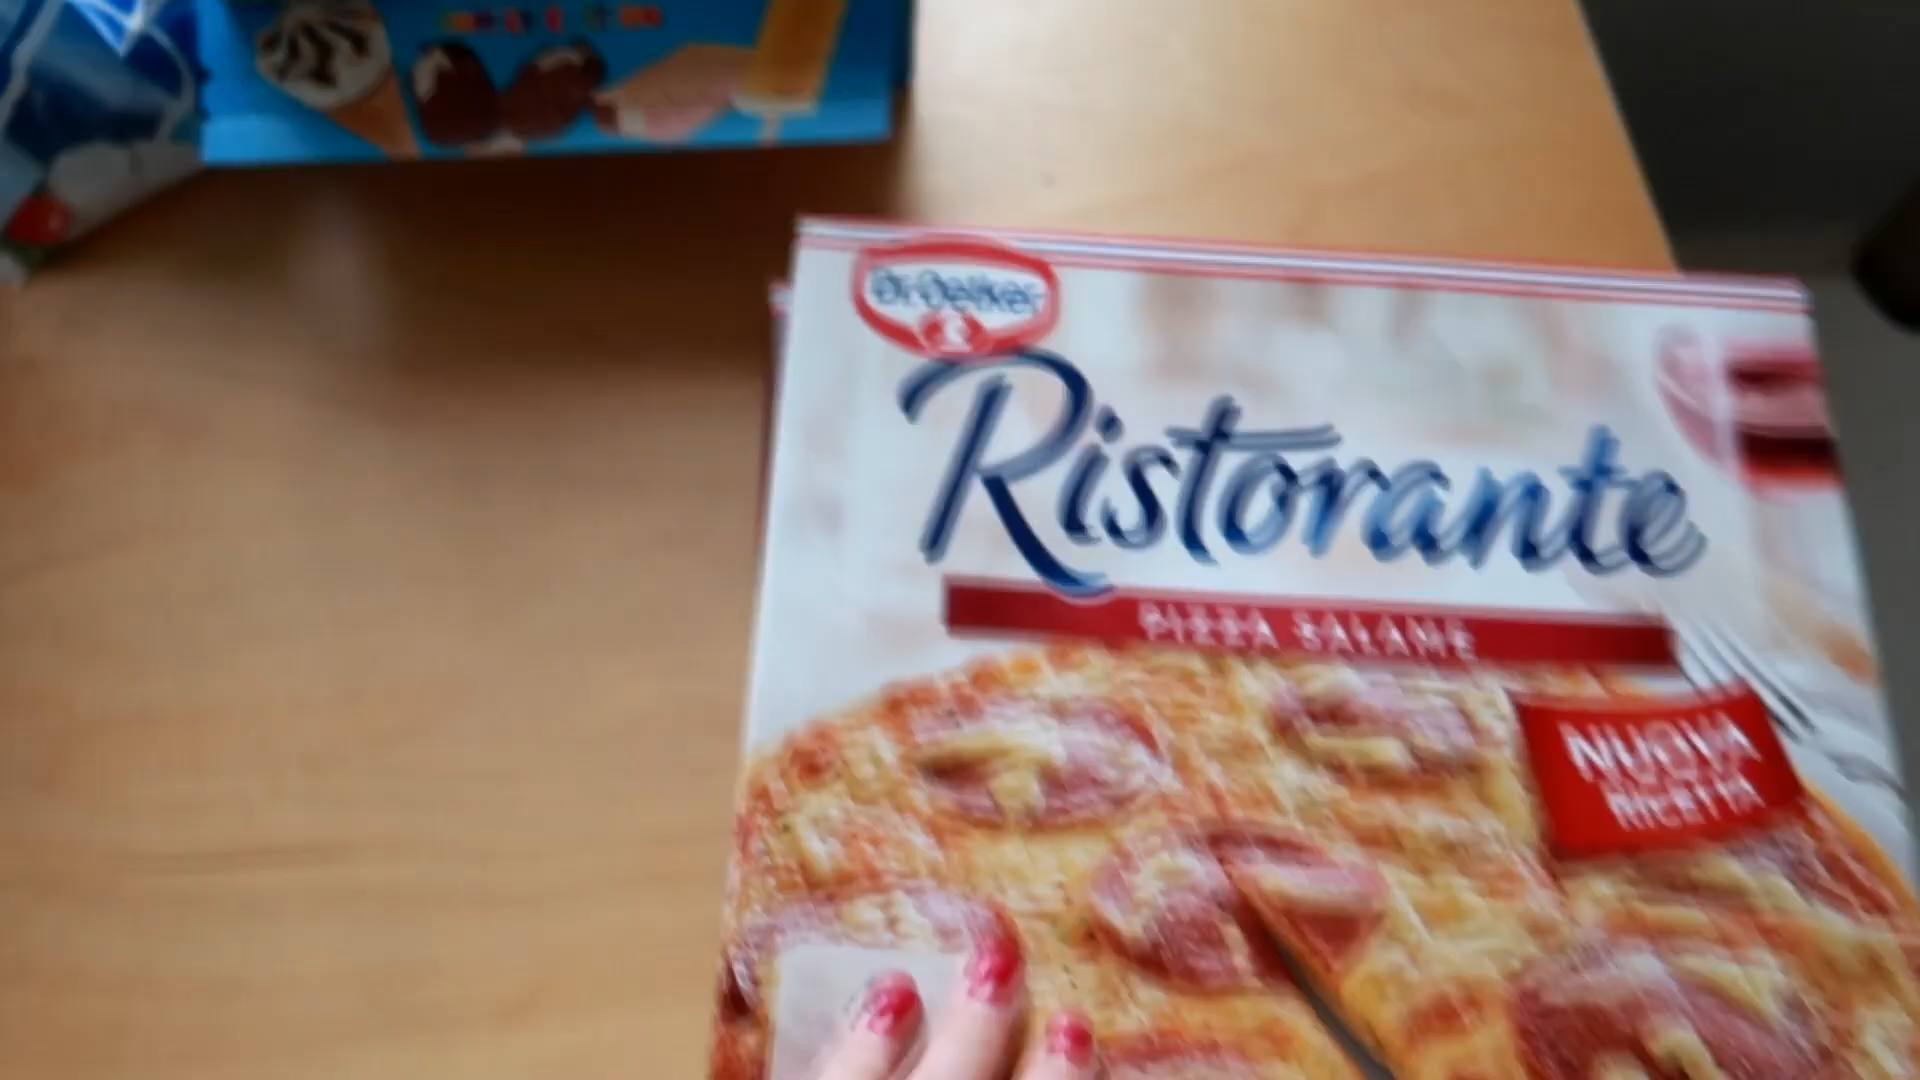 Dr. Oetker
Ristorante
PIZZA SALAME
NUOVA
RICETTA